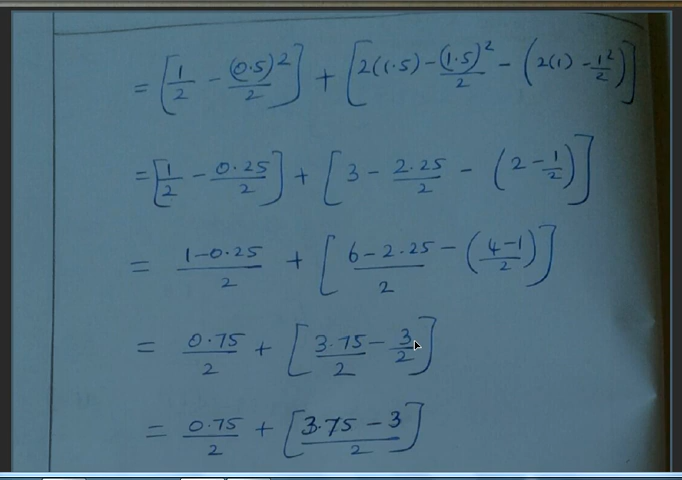 = [1/2 - (0.5)²/2] + [2(1.5) - (1.5)²/2 - (2(1) - 1²/2)]
= [1/2 - 0.25/2] + [3 - 2.25/2 - (2 - 1/2)]
= 1-0.25/2 + [6-2.25/2 - (4-1/2)]
= 0.75/2 + [3.75/2 - 3/2]
= 0.75/2 + [3.75 - 3/2]